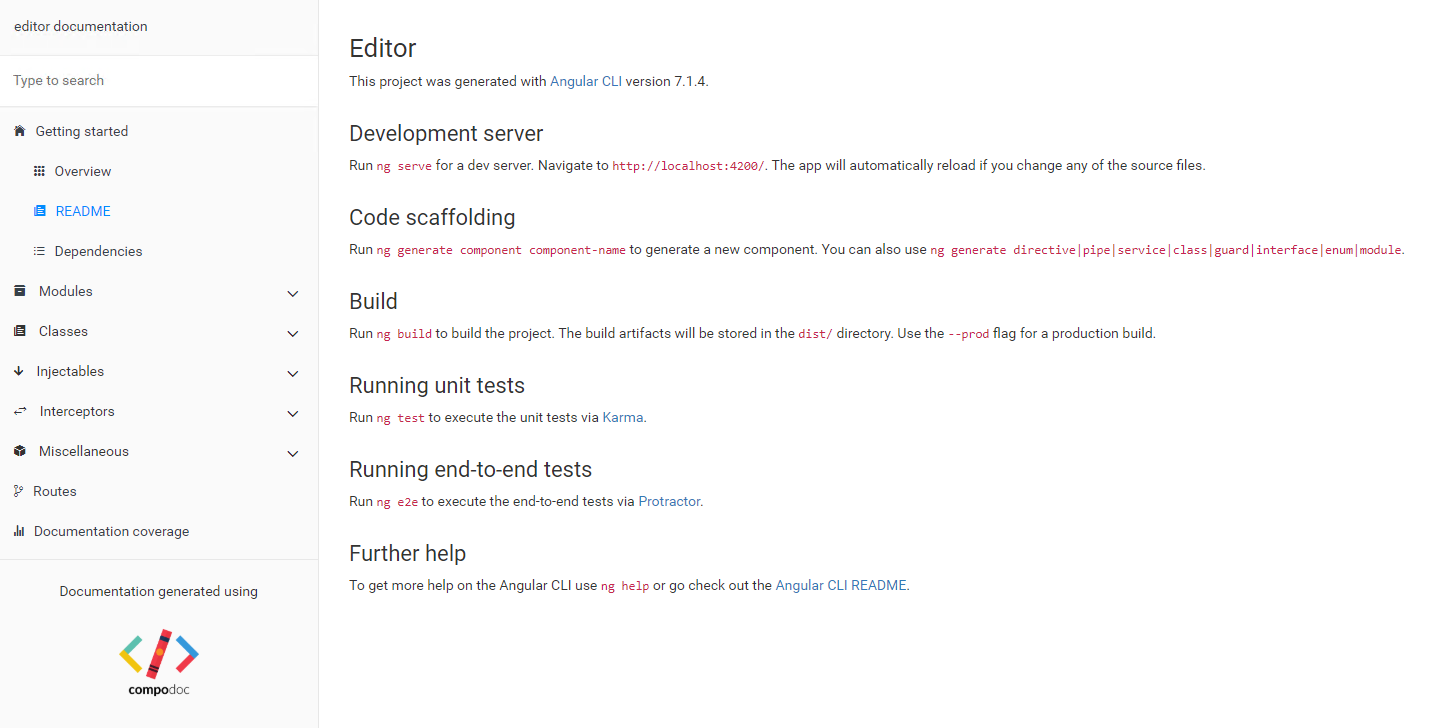 editor documentation
Type to search
Getting started
Overview
README
Dependencies
Modules
Classes
Injectables
Interceptors
Miscellaneous
Routes
Documentation coverage
Documentation generated using
compodoc
Editor
This project was generated with Angular CLI version 7.1.4.
Development server
Run ng serve for a dev server. Navigate to http://localhost:4200/. The app will automatically reload if you change any of the source files.
Code scaffolding
Run ng generate component component-name to generate a new component. You can also use ng generate directive|pipe|service|class|guard|interface|enum|module.
Build
Run ng build to build the project. The build artifacts will be stored in the dist/ directory. Use the --prod flag for a production build.
Running unit tests
Run ng test to execute the unit tests via Karma.
Running end-to-end tests
Run ng e2e to execute the end-to-end tests via Protractor.
Further help
To get more help on the Angular CLI use ng help or go check out the Angular CLI README.